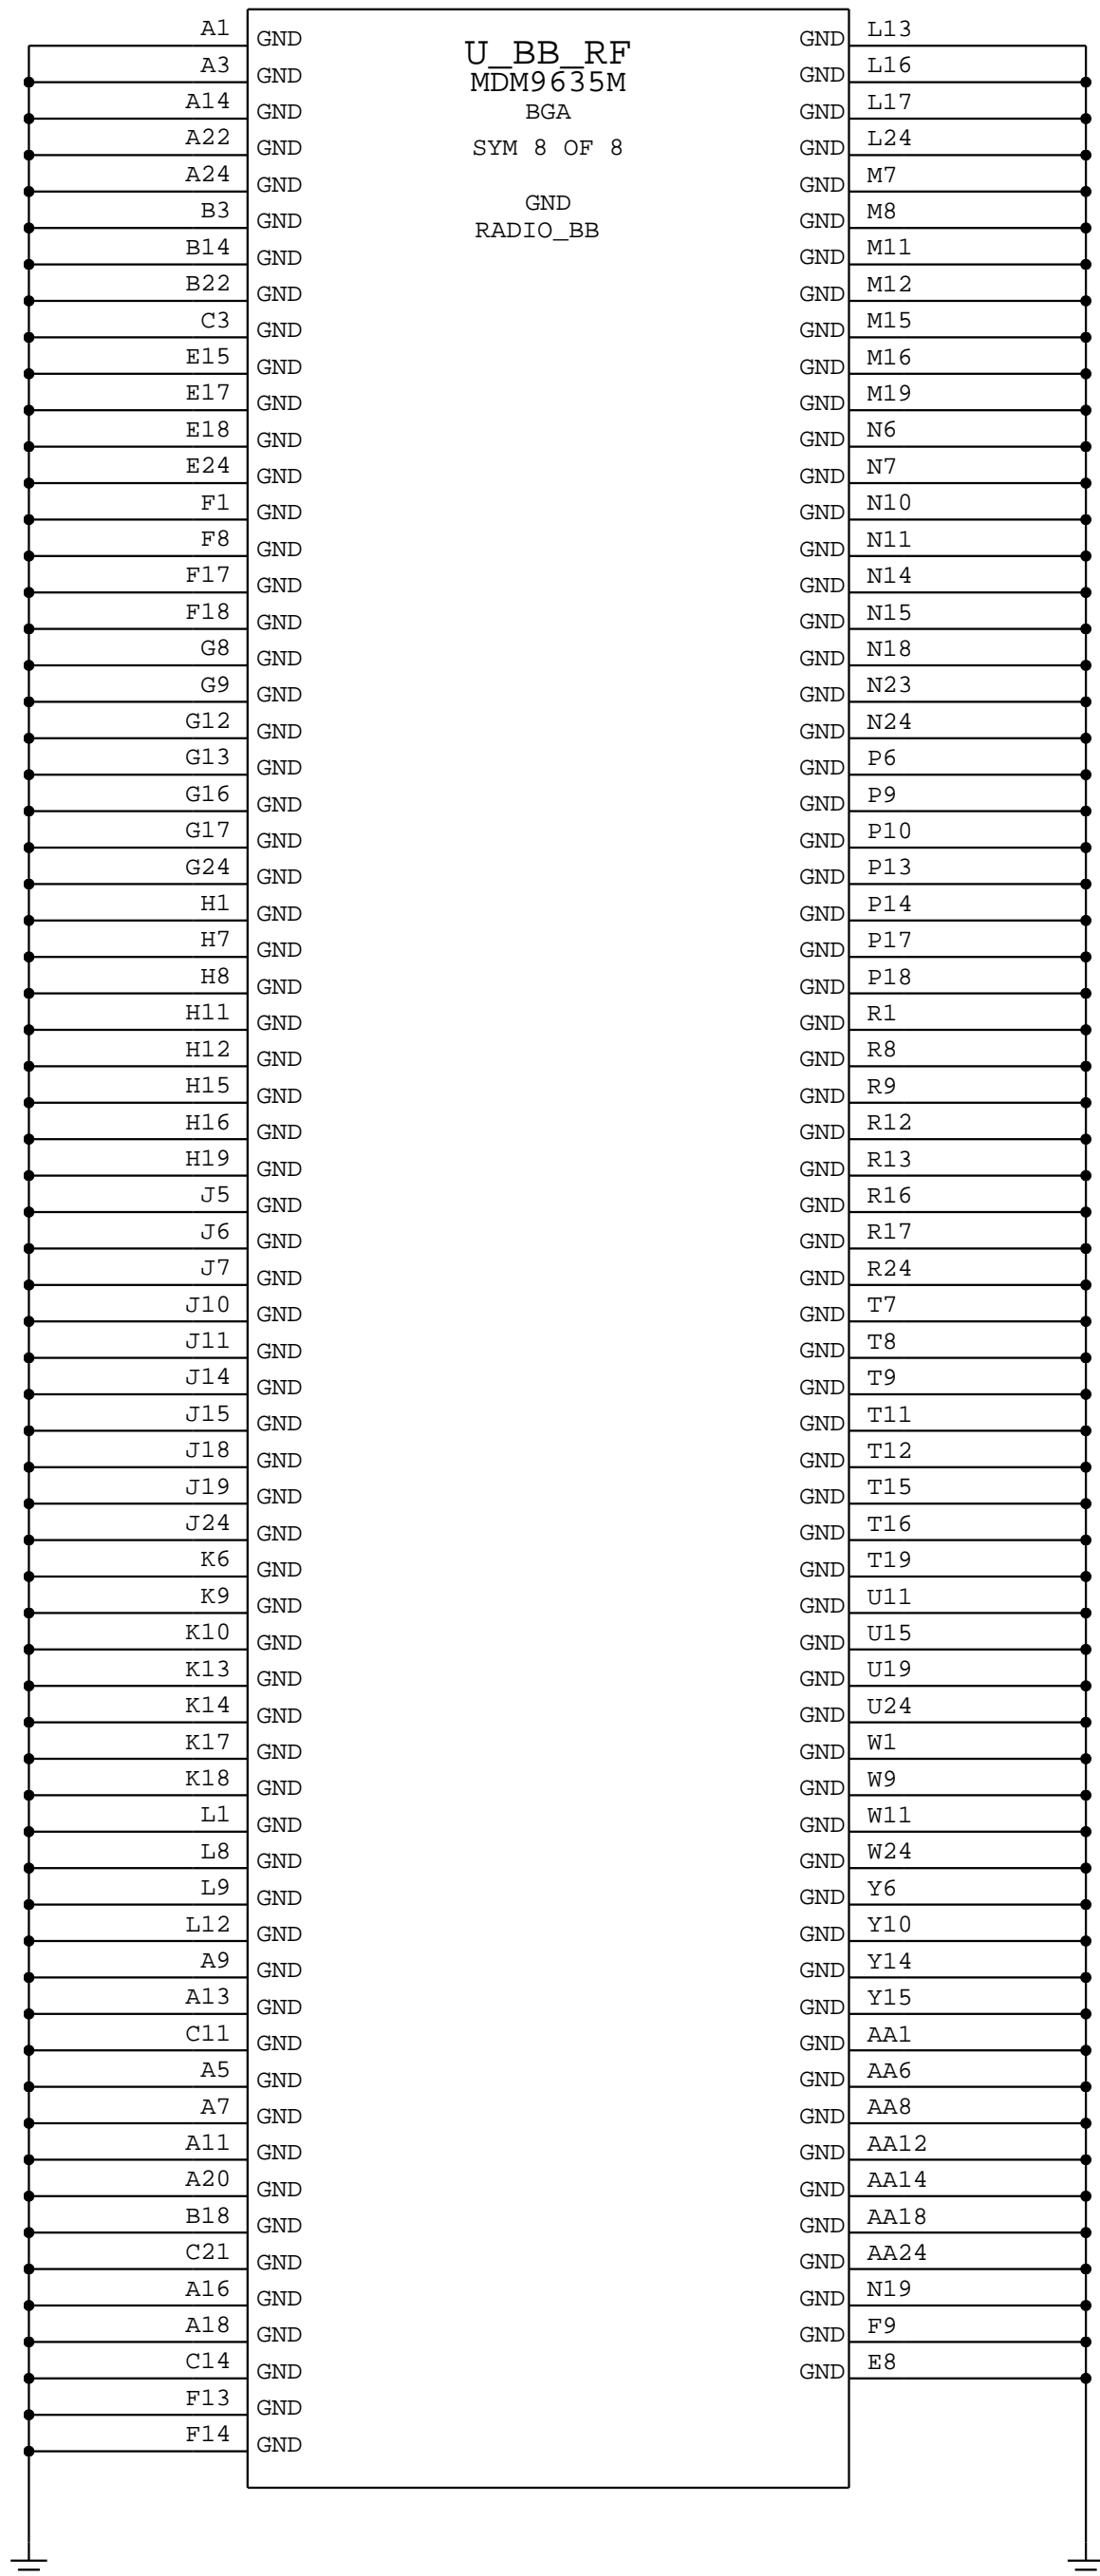 U_BB_RF
MDM9635M
BGA
SYM 8 OF 8
GND
RADIO_BB
A1 GND GND L13
A3 GND GND L16
A14 GND GND L17
A22 GND GND L24
A24 GND GND M7
B3 GND GND M8
B14 GND GND M11
B22 GND GND M12
C3 GND GND M15
E15 GND GND M16
E17 GND GND M19
E18 GND GND N6
E24 GND GND N7
F1 GND GND N10
F8 GND GND N11
F17 GND GND N14
F18 GND GND N15
G8 GND GND N18
G9 GND GND N23
G12 GND GND N24
G13 GND GND P6
G16 GND GND P9
G17 GND GND P10
G24 GND GND P13
H1 GND GND P14
H7 GND GND P17
H8 GND GND P18
H11 GND GND R1
H12 GND GND R8
H15 GND GND R9
H16 GND GND R12
H19 GND GND R13
J5 GND GND R16
J6 GND GND R17
J7 GND GND R24
J10 GND GND T7
J11 GND GND T8
J14 GND GND T9
J15 GND GND T11
J18 GND GND T12
J19 GND GND T15
J24 GND GND T16
K6 GND GND T19
K9 GND GND U11
K10 GND GND U15
K13 GND GND U19
K14 GND GND U24
K17 GND GND W1
K18 GND GND W9
L1 GND GND W11
L8 GND GND W24
L9 GND GND Y6
L12 GND GND Y10
A9 GND GND Y14
A13 GND GND Y15
C11 GND GND AA1
A5 GND GND AA6
A7 GND GND AA8
A11 GND GND AA12
A20 GND GND AA14
B18 GND GND AA18
C21 GND GND AA24
A16 GND GND N19
A18 GND GND F9
C14 GND GND E8
F13 GND
F14 GND